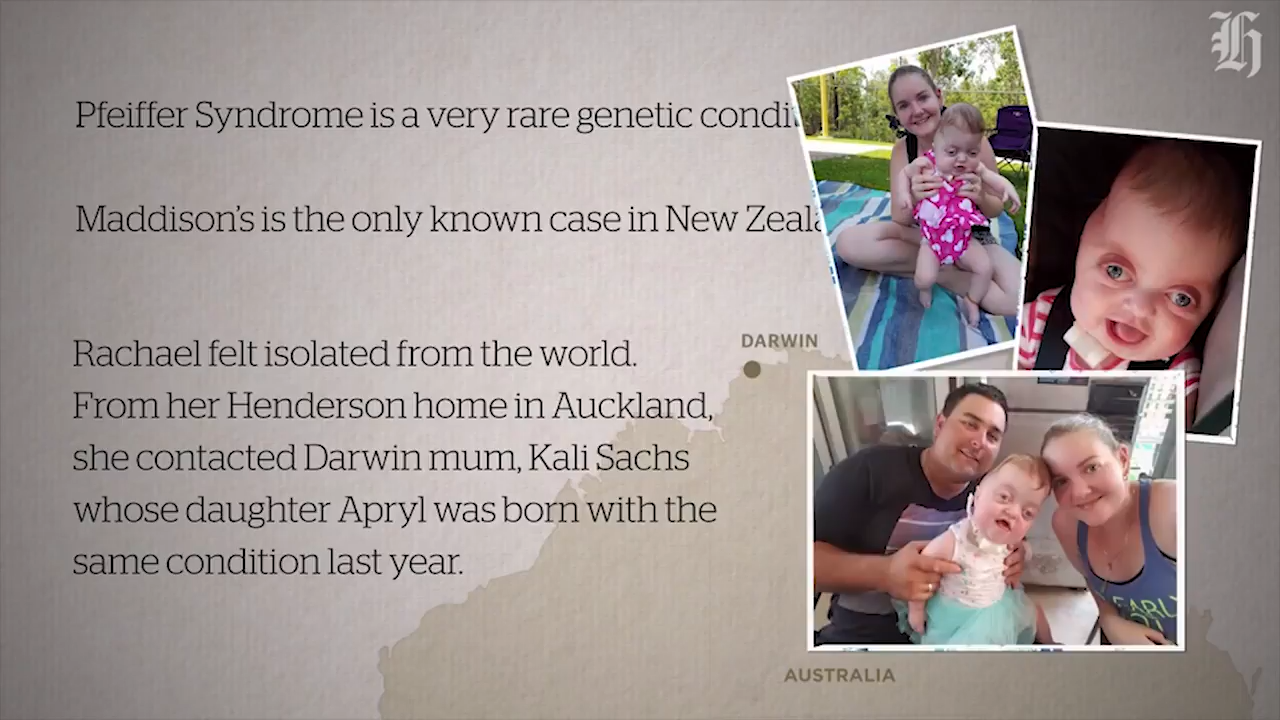 Pfeiffer Syndrome is a very rare genetic
Maddison's is the only known case in New
Rachael felt isolated from the world.
From her Henderson home in Auckland,
she contacted Darwin mum, Kali Sachs
whose daughter Apryl was born with the
same condition last year.
DARWIN
AUSTRALIA